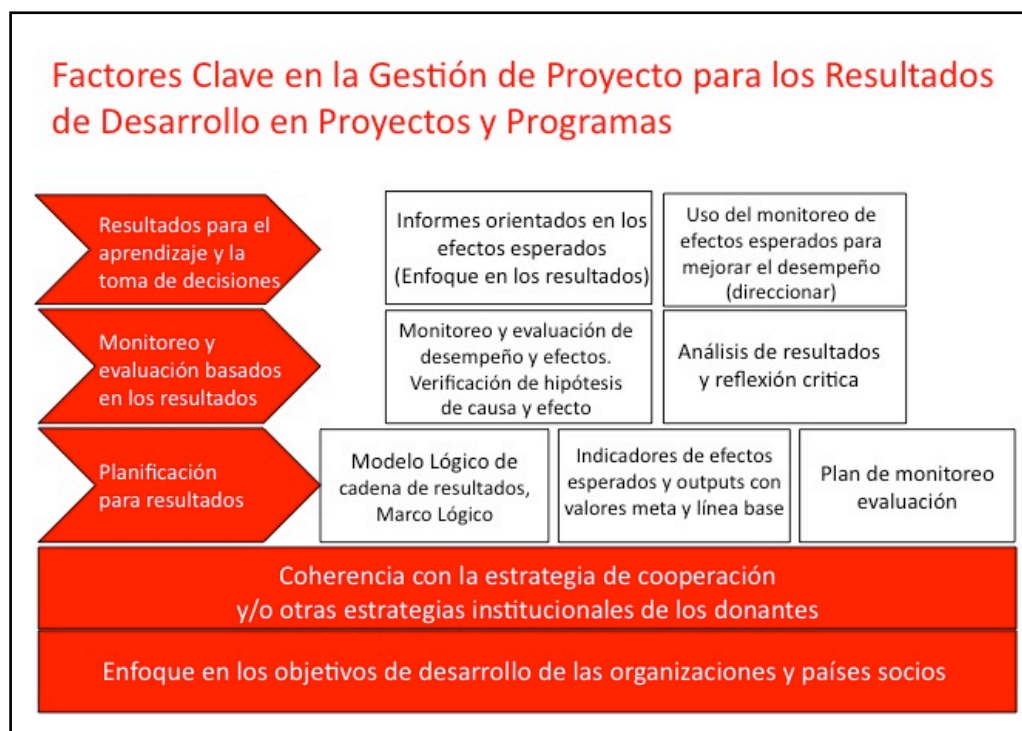 Factores Clave en la Gestión de Proyecto para los Resultados
de Desarrollo en Proyectos y Programas
Resultados para el
aprendizaje y la
toma de decisiones
Informes orientados en los
efectos esperados
(Enfoque en los resultados)
Uso del monitoreo de
efectos esperados para
mejorar el desempeño
(direccionar)
Monitoreo y
evaluación basados
en los resultados
Monitoreo y evaluación de
desempeño y efectos.
Verificación de hipótesis
de causa y efecto
Análisis de resultados
y reflexión critica
Planificación
para resultados
Modelo Lógico de
cadena de resultados,
Marco Lógico
Indicadores de efectos
esperados y outputs con
valores meta y línea base
Plan de monitoreo
evaluación
Coherencia con la estrategia de cooperación
y/o otras estrategias institucionales de los donantes
Enfoque en los objetivos de desarrollo de las organizaciones y países socios